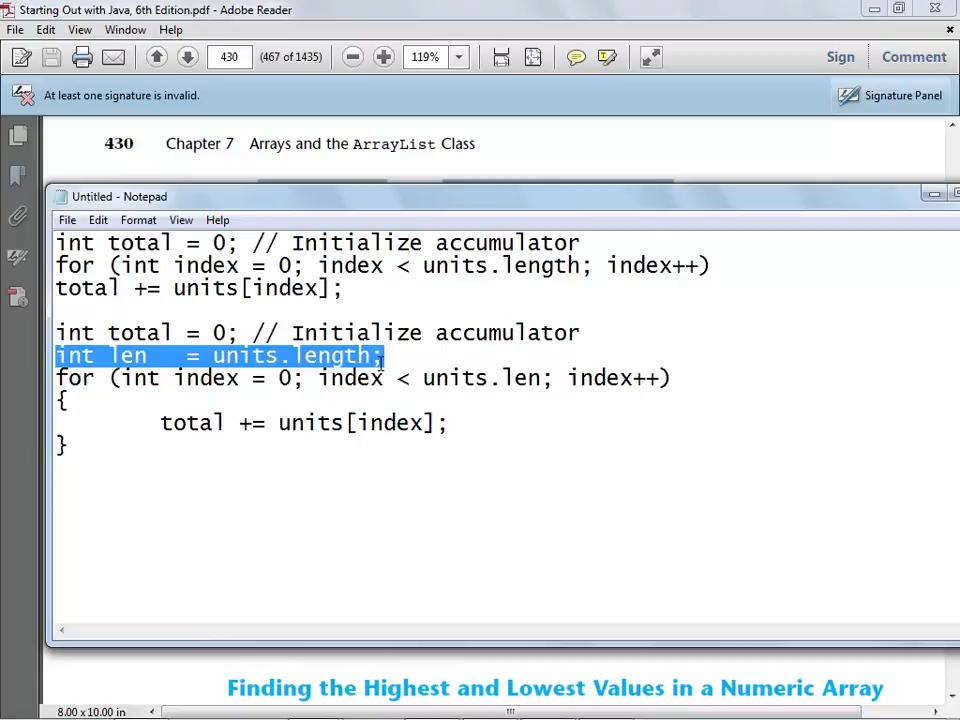 Starting Out with Java, 6th Edition.pdf - Adobe Reader
File Edit View Window Help
430 (467 of 1435) 119% Sign Comment
At least one signature is invalid. Signature Panel
430 Chapter 7 Arrays and the ArrayList Class
Untitled - Notepad
File Edit Format View Help
int total = 0; // Initialize accumulator
for (int index = 0; index < units.length; index++)
total += units[index];
int total = 0; // Initialize accumulator
int len = units.length;
for (int index = 0; index < units.len; index++)
{
total += units[index];
}
Finding the Highest and Lowest Values in a Numeric Array
8.00 x 10.00 in